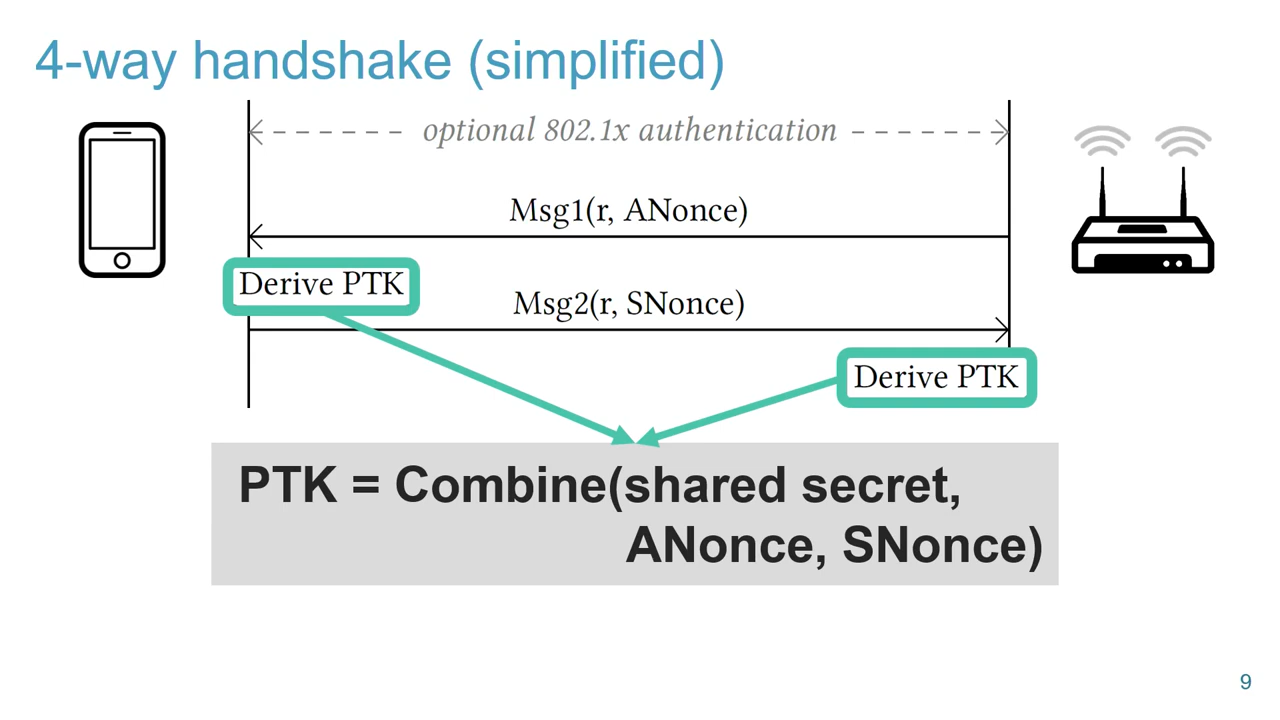 4-way handshake (simplified)
optional 802.1x authentication
Msg1(r, ANonce)
Derive PTK
Msg2(r, SNonce)
Derive PTK
PTK = Combine(shared secret,
ANonce, SNonce)
9